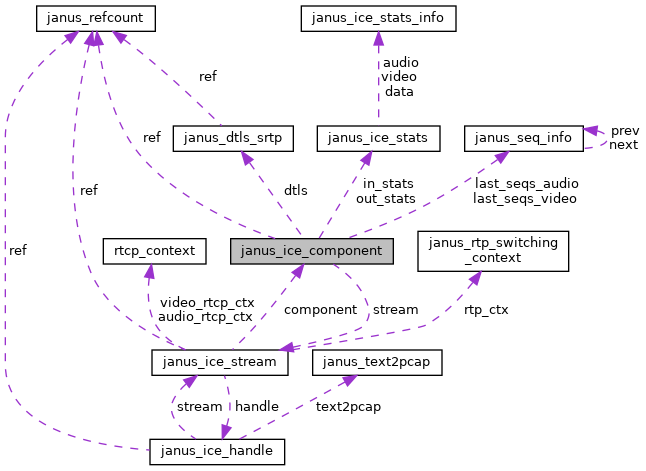 janus_refcount
janus_ice_stats_info
audio
video
data
ref
janus_dtls_srtp
janus_ice_stats
janus_seq_info
prev
next
ref
ref
dtls
in_stats
out_stats
last_seqs_audio
last_seqs_video
ref
rtcp_context
janus_ice_component
janus_rtp_switching
_context
video_rtcp_ctx
audio_rtcp_ctx
component
stream
rtp_ctx
janus_ice_stream
janus_text2pcap
stream
handle
text2pcap
janus_ice_handle